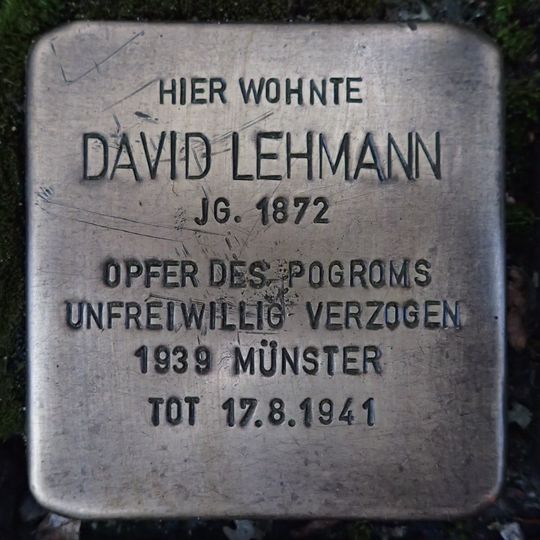 HIER WOHNTE
DAVID LEHMANN
JG. 1872
OPFER DES POGROMS
UNFREIWILLIG VERZOGEN
1939 MÜNSTER
TOT 17.8.1941